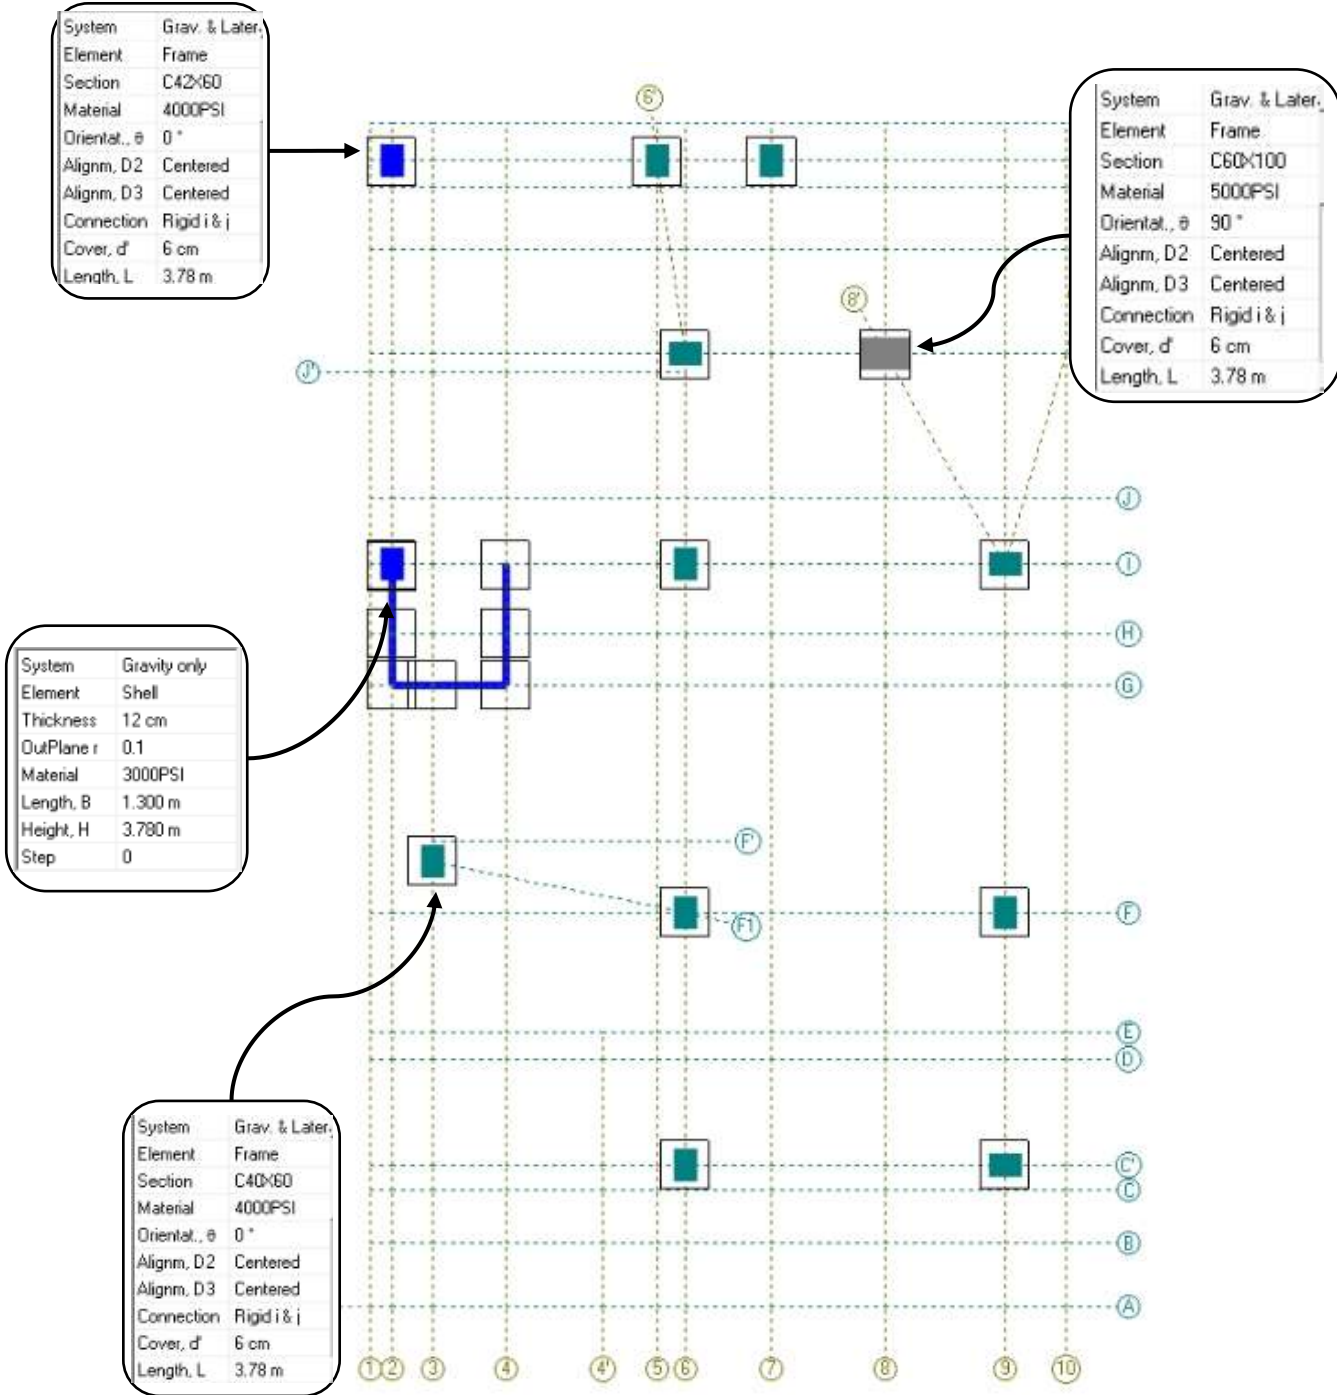 System Grav. & Later.
Element Frame
Section C42X60
Material 4000PSI
Orientat., θ 0 °
Alignm, D2 Centered
Alignm, D3 Centered
Connection Rigid i & j
Cover, d' 6 cm
Length, L 3.78 m
6'
System Grav. & Later.
Element Frame
Section C60X100
Material 5000PSI
Orientat., θ 90 °
Alignm, D2 Centered
Alignm, D3 Centered
Connection Rigid i & j
Cover, d' 6 cm
Length, L 3.78 m
8'
J'
J
I
H
G
System Gravity only
Element Shell
Thickness 12 cm
OutPlane r 0.1
Material 3000PSI
Length, B 1.300 m
Height, H 3.780 m
Step 0
F'
F
F1
E
D
System Grav. & Later.
Element Frame
Section C40X60
Material 4000PSI
Orientat., θ 0 °
Alignm, D2 Centered
Alignm, D3 Centered
Connection Rigid i & j
Cover, d' 6 cm
Length, L 3.78 m
C'
C
B
A
1 2 3 4 4' 5 6 7 8 9 10